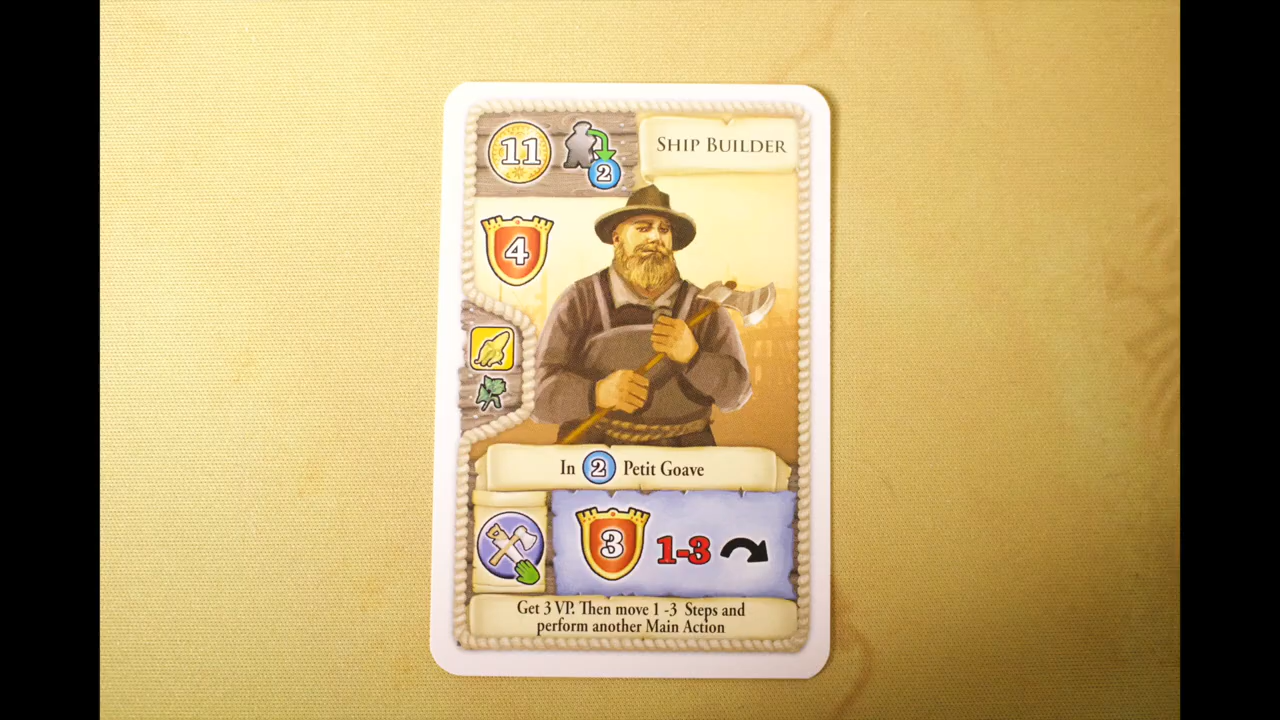 11
2
SHIP BUILDER
4
In 2 Petit Goave
3 1-3
Get 3 VP. Then move 1 -3 Steps and
perform another Main Action